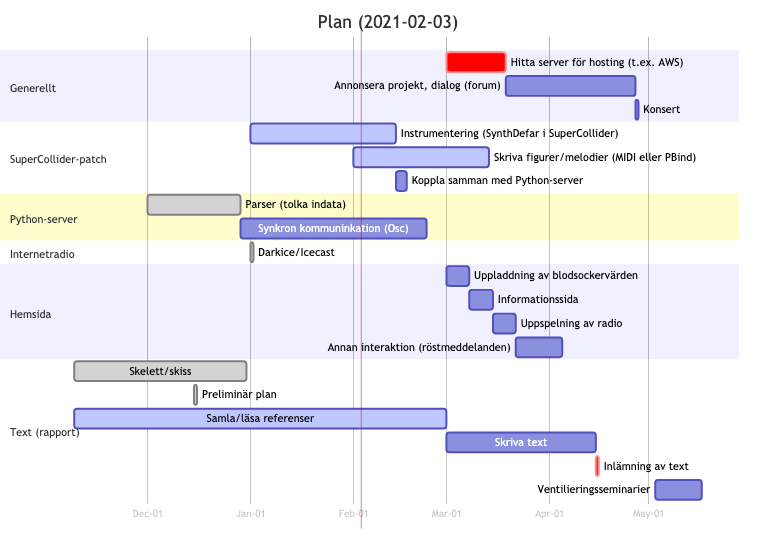 Plan (2021-02-03)
Generellt
Hitta server för hosting (t.ex. AWS)
Annonsera projekt, dialog (forum)
Konsert
SuperCollider-patch
Instrumentering (SynthDefar i SuperCollider)
Skriva figurer/melodier (MIDI eller PBind)
Koppla samman med Python-server
Python-server
Parser (tolka indata)
Synkron kommuninkation (Osc)
Internetradio
Darkice/Icecast
Hemsida
Uppladdning av blodsockervärden
Informationssida
Uppspelning av radio
Annan interaktion (röstmeddelanden)
Text (rapport)
Skelett/skiss
Preliminär plan
Samla/läsa referenser
Skriva text
Inlämning av text
Ventilieringsseminarier
Dec-01
Jan-01
Feb-01
Mar-01
Apr-01
May-01